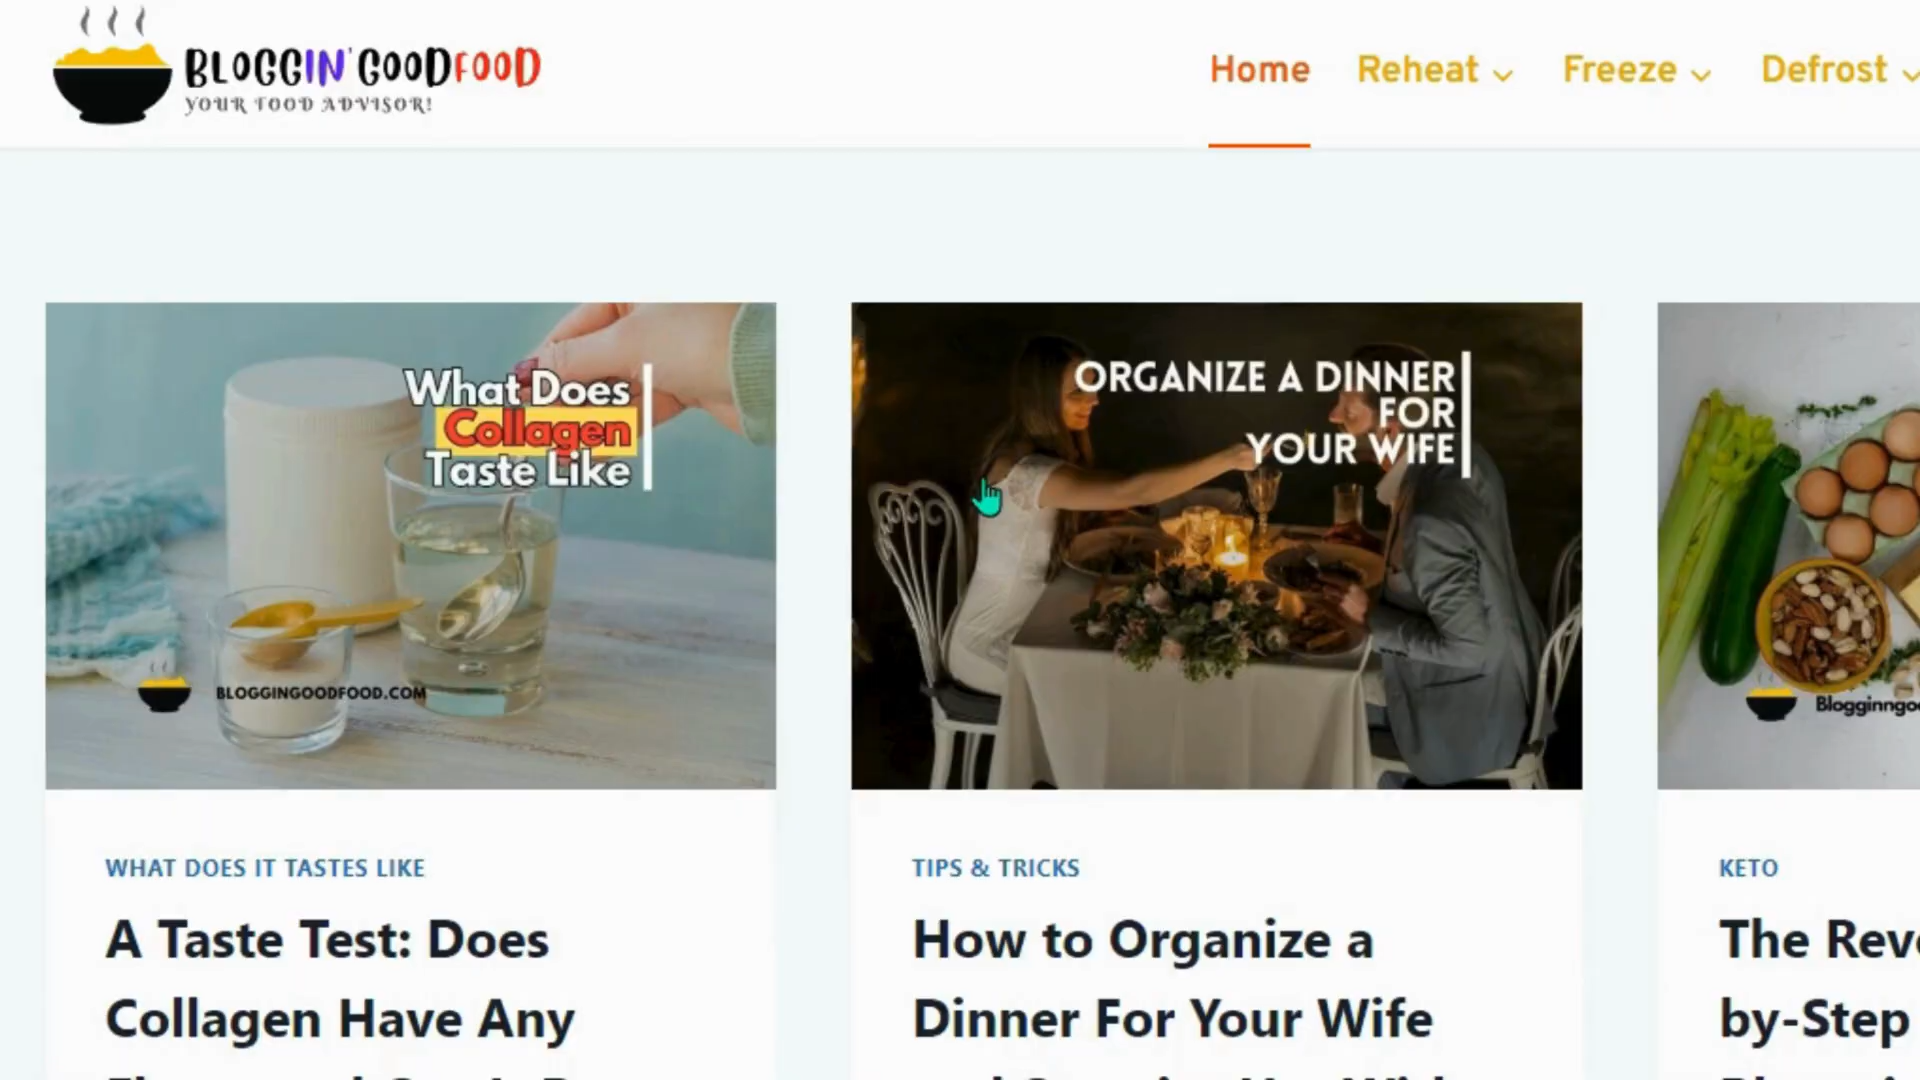 BLOGGIN' GOODFOOD
YOUR FOOD ADVISOR!
Home
Reheat
Freeze
Defrost
What Does
Collagen
Taste Like
BLOGGINGOODFOOD.COM
ORGANIZE A DINNER
FOR
YOUR WIFE
WHAT DOES IT TASTES LIKE
A Taste Test: Does
Collagen Have Any
TIPS & TRICKS
How to Organize a
Dinner For Your Wife
KETO
The
by-Step